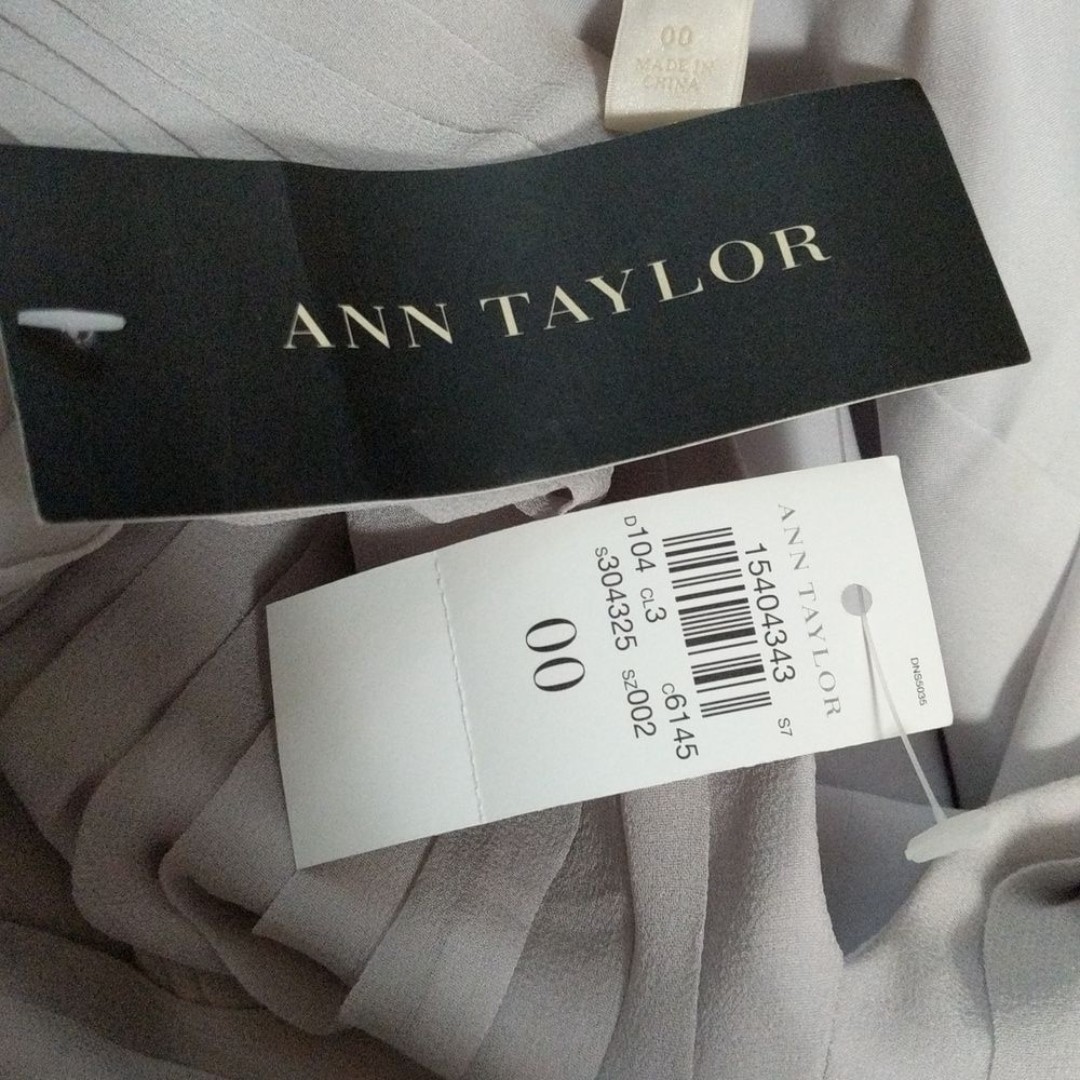 00
MADE IN
CHINA
ANN TAYLOR
DNS5035
ANN TAYLOR
15404343 S7
D104 CL3 C6145
S304325 SZ002
00